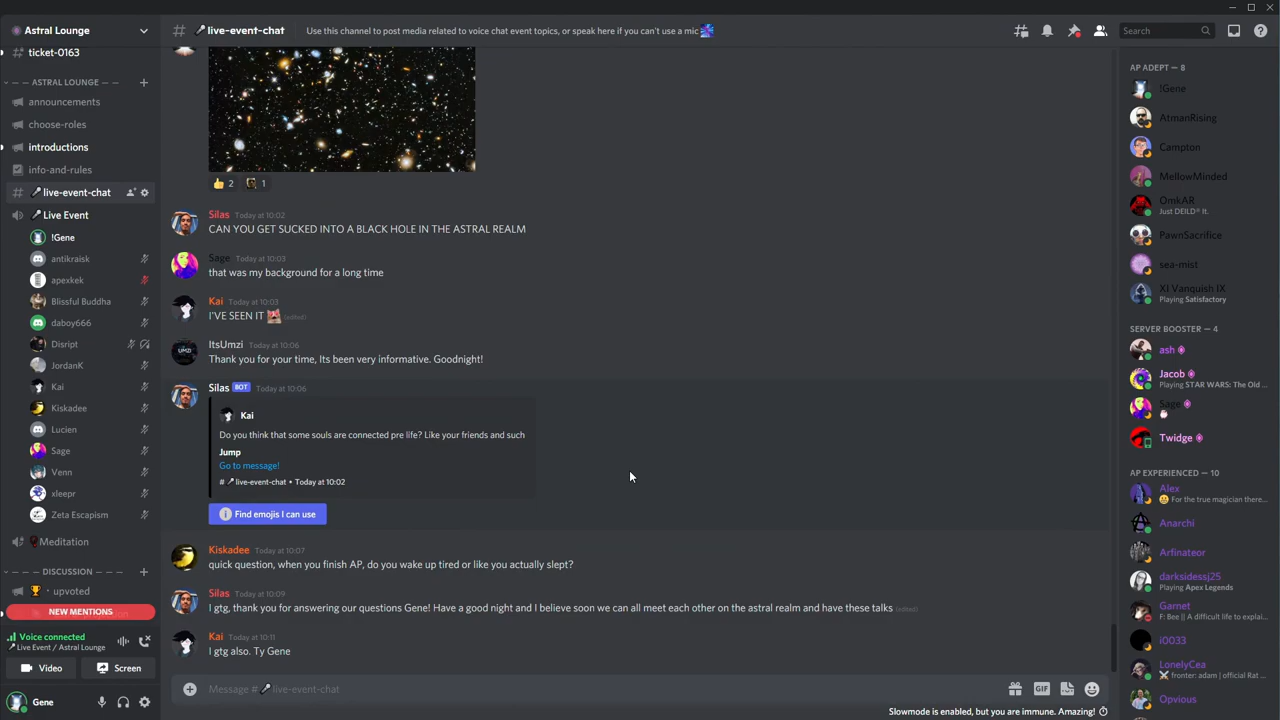 Astral Lounge
ticket-0163
ASTRAL LOUNGE
announcements
choose-roles
introductions
info-and-rules
live-event-chat
Live Event
!Gene
antikraisk
apexkek
Blissful Buddha
daboy666
Disript
JordanK
Kai
Kiskadee
Lucien
Sage
Venn
xleepr
Zeta Escapism
Meditation
DISCUSSION
upvoted
NEW MENTIONS
Voice connected
Live Event / Astral Lounge
Video
Screen
Gene
# live-event-chat
Use this channel to post media related to voice chat event topics, or speak here if you can't use a mic
Search
2
1
Silas Today at 10:02
CAN YOU GET SUCKED INTO A BLACK HOLE IN THE ASTRAL REALM
Sage Today at 10:03
that was my background for a long time
Kai Today at 10:03
I'VE SEEN IT (edited)
ItsUmzi Today at 10:06
Thank you for your time, Its been very informative. Goodnight!
Silas BOT Today at 10:06
Kai
Do you think that some souls are connected pre life? Like your friends and such
Jump
Go to message!
# live-event-chat • Today at 10:02
Find emojis I can use
Kiskadee Today at 10:07
quick question, when you finish AP, do you wake up tired or like you actually slept?
Silas Today at 10:09
I gtg, thank you for answering our questions Gene! Have a good night and I believe soon we can all meet each other on the astral realm and have these talks (edited)
Kai Today at 10:11
I gtg also. Ty Gene
Message # live-event-chat
GIF
Slowmode is enabled, but you are immune. Amazing!
AP ADEPT — 8
!Gene
AtmanRising
Campton
MellowMinded
OmkAR
Just DEILD® It.
PawnSacrifice
sea-mist
XI Vanquish IX
Playing Satisfactory
SERVER BOOSTER — 4
ash
Jacob
Playing STAR WARS: The Old ...
Sage
Twidge
AP EXPERIENCED — 10
Alex
For the true magician there...
Anarchi
Arfinateor
darksidessj25
Playing Apex Legends
Garnet
F: Bee || A difficult life to explai...
i0033
LonelyCea
fronter: adam | official Rat ...
Opvious